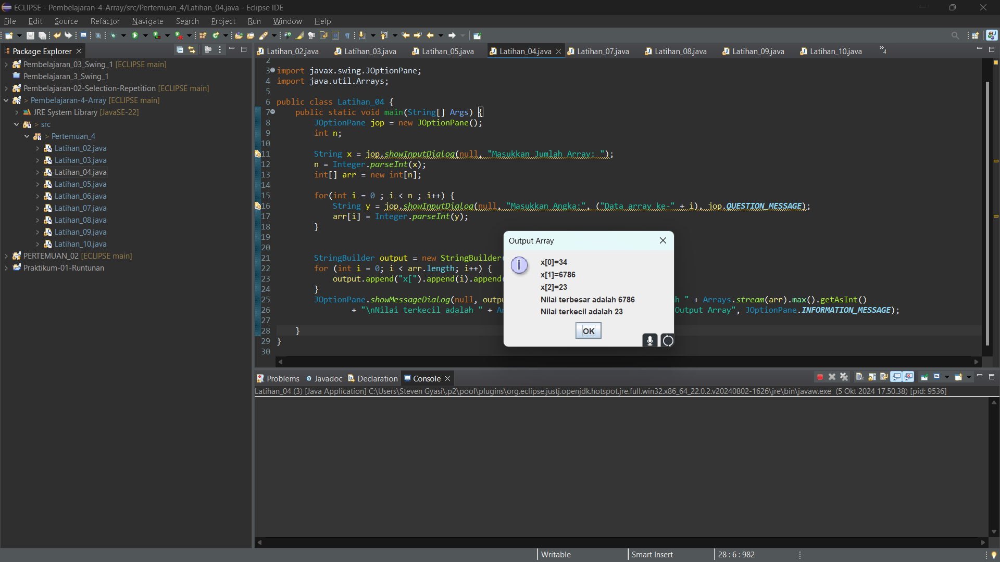 ECLIPSE - Pembelajaran-4-Array/src/Pertemuan_4/Latihan_04.java - Eclipse IDE
File Edit Source Refactor Navigate Search Project Run Window Help
Package Explorer
Pembelajaran_03_Swing_1 [ECLIPSE main]
Pembelajaran_3_Swing_1
Pembelajaran-02-Selection-Repetition [ECLIPSE main]
> Pembelajaran-4-Array [ECLIPSE main]
JRE System Library [JavaSE-22]
> src
> Pertemuan_4
Latihan_02.java
Latihan_03.java
Latihan_04.java
Latihan_05.java
Latihan_06.java
Latihan_07.java
Latihan_08.java
Latihan_09.java
Latihan_10.java
PERTEMUAN_02 [ECLIPSE main]
Praktikum-01-Runtunan
Latihan_02.java Latihan_03.java Latihan_05.java Latihan_04.java Latihan_07.java Latihan_08.java Latihan_09.java Latihan_10.java »4
2
3 import javax.swing.JOptionPane;
4 import java.util.Arrays;
5
6 public class Latihan_04 {
7 public static void main(String[] Args) {
8 JOptionPane jop = new JOptionPane();
9 int n;
10
11 String x = jop.showInputDialog(null, "Masukkan Jumlah Array: ");
12 n = Integer.parseInt(x);
13 int[] arr = new int[n];
14
15 for(int i = 0 ; i < n ; i++) {
16 String y = jop.showInputDialog(null, "Masukkan Angka:", ("Data array ke-" + i), jop.QUESTION_MESSAGE);
17 arr[i] = Integer.parseInt(y);
18 }
19
20
21 StringBuilder output = new StringBuilder(
22 for (int i = 0; i < arr.length; i++) {
23 output.append("x[").append(i).append(
24 }
25 JOptionPane.showMessageDialog(null, outpu h " + Arrays.stream(arr).max().getAsInt()
26 + "\nNilai terkecil adalah " + Ar Output Array", JOptionPane.INFORMATION_MESSAGE);
27
28 }
29 }
30
Output Array
x[0]=34
x[1]=6786
x[2]=23
Nilai terbesar adalah 6786
Nilai terkecil adalah 23
OK
Problems Javadoc Declaration Console
Latihan_04 (3) [Java Application] C:\Users\Steven Gyasi\.p2\pool\plugins\org.eclipse.justj.openjdk.hotspot.jre.full.win32.x86_64_22.0.2.v20240802-1626\jre\bin\javaw.exe (5 Okt 2024 17.50.38) [pid: 9536]
Writable Smart Insert 28 : 6 : 982